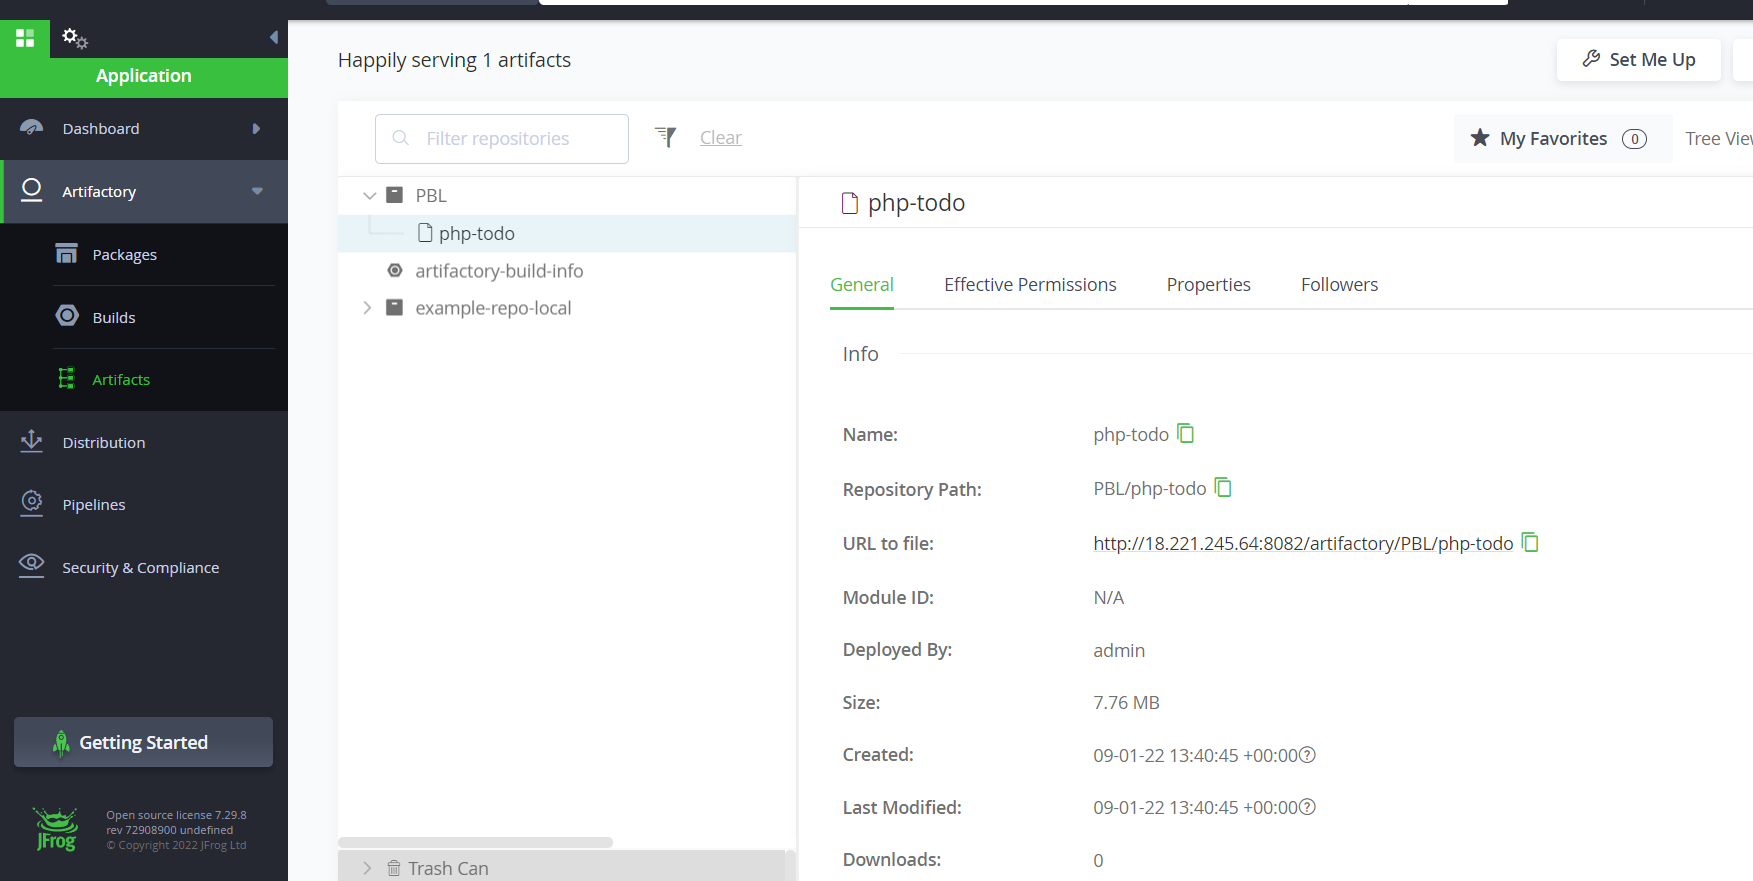 Application
Dashboard
Artifactory
Packages
Builds
Artifacts
Distribution
Pipelines
Security & Compliance
Getting Started
JFrog
Open source license 7.29.8
rev 72908900 undefined
© Copyright 2022 JFrog Ltd
Happily serving 1 artifacts
Set Me Up
Filter repositories
Clear
My Favorites 0
Tree View
PBL
php-todo
artifactory-build-info
example-repo-local
Trash Can
php-todo
General Effective Permissions Properties Followers
Info
Name: php-todo
Repository Path: PBL/php-todo
URL to file: http://18.221.245.64:8082/artifactory/PBL/php-todo
Module ID: N/A
Deployed By: admin
Size: 7.76 MB
Created: 09-01-22 13:40:45 +00:00
Last Modified: 09-01-22 13:40:45 +00:00
Downloads: 0